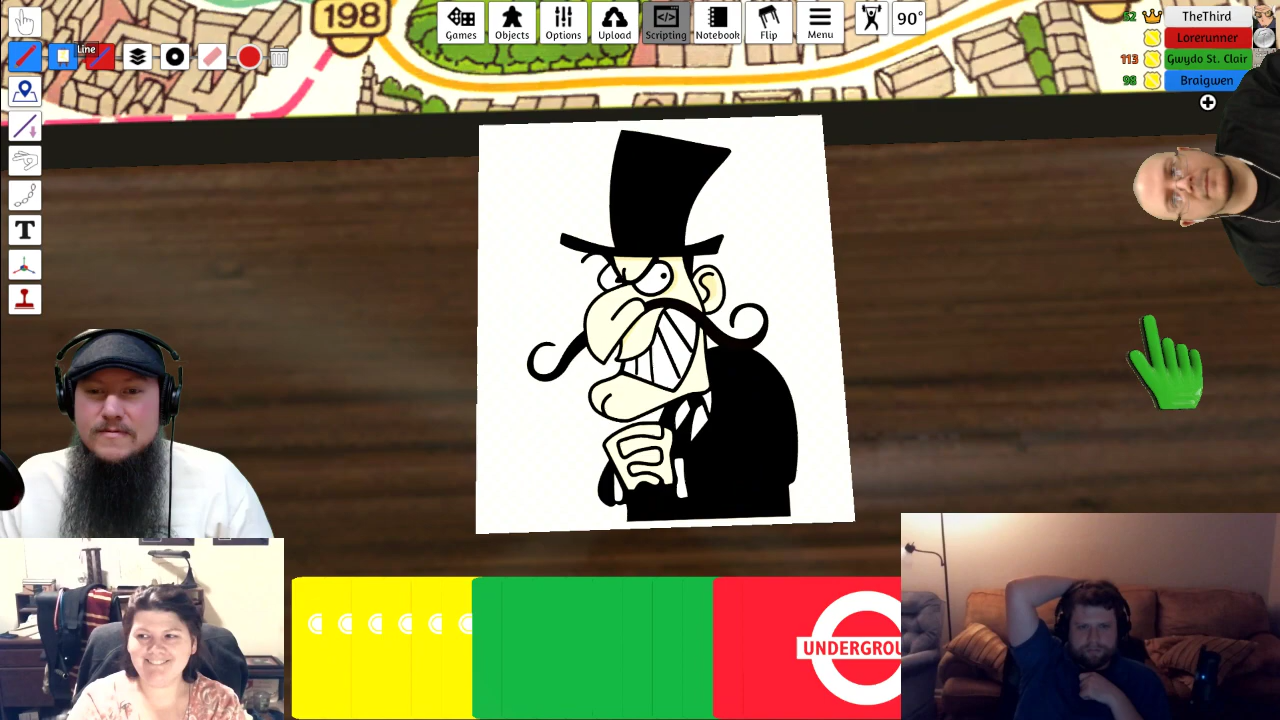 198
Games
Objects
Options
Upload
Scripting
Notebook
Flip
Menu
90°
Line
T
TheThird
Lorerunner
113 Gwydo St. Clair
98 Braigwen
UNDERGROU